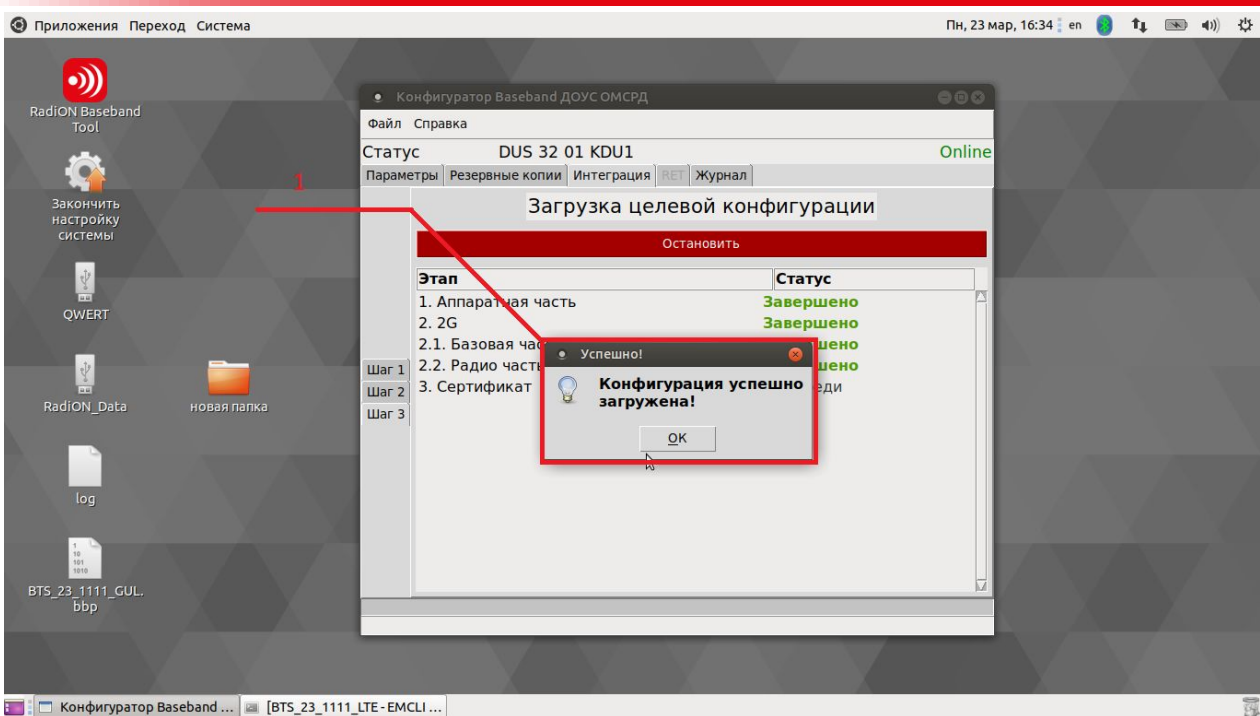 Приложения Переход Система
Пн, 23 мар, 16:34 en
RadiON Baseband
Tool
Закончить
настройку
системы
QWERT
RadiON_Data
новая папка
log
1
10
101
1010
BTS_23_1111_GUL.
bbp
1
Конфигуратор Baseband ДОУС ОМСРД
Файл Справка
Статус DUS 32 01 KDU1 Online
Параметры Резервные копии Интеграция RET Журнал
Загрузка целевой конфигурации
Остановить
Этап Статус
1. Аппаратная часть Завершено
2. 2G Завершено
2.1. Базовая
2.2. Радио часть
3. Сертификат
Шаг 1
Шаг 2
Шаг 3
Успешно!
Конфигурация успешно
загружена!
OK
Конфигуратор Baseband ... [BTS_23_1111_LTE - EMCLI ...